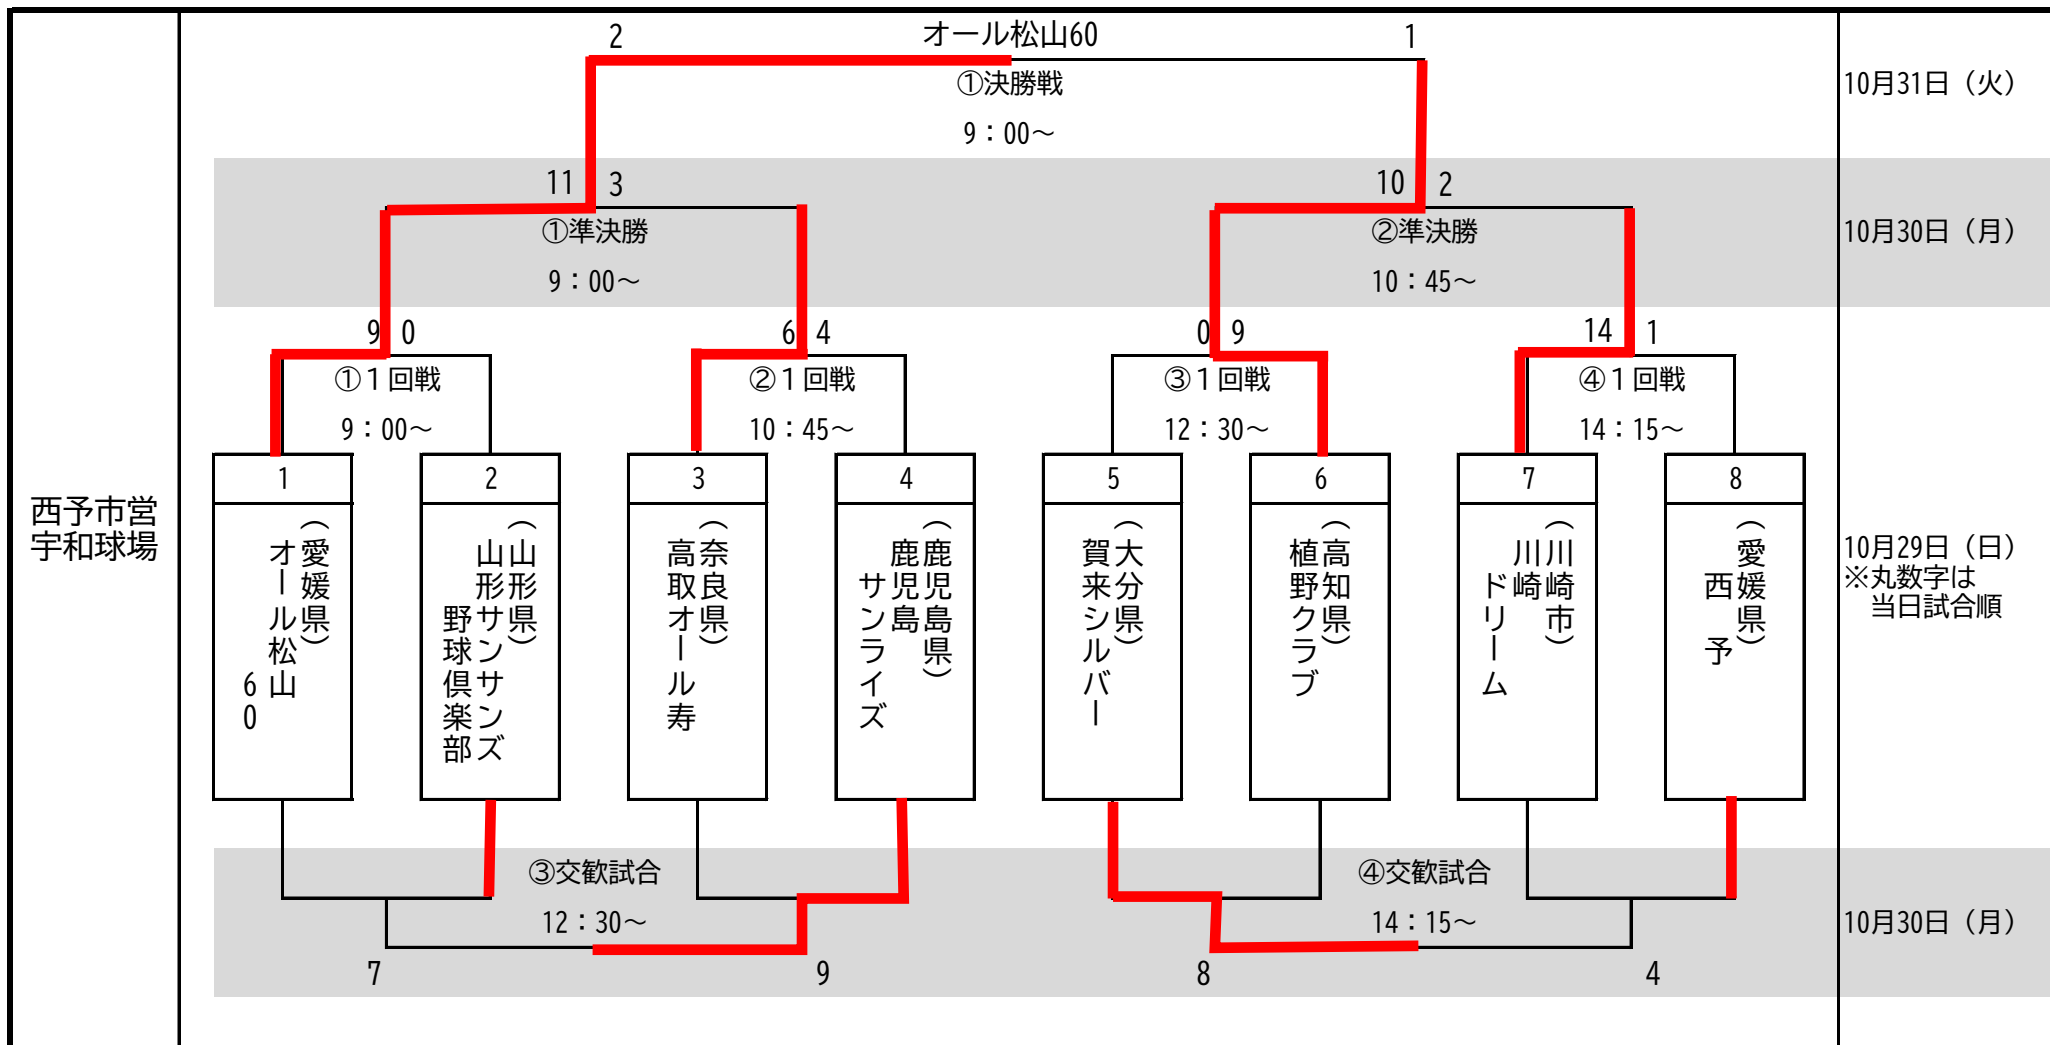 2 オール松山60 1
①決勝戦
9：00～
10月31日（火）
11 3
①準決勝
9：00～
10 2
②準決勝
10：45～
10月30日（月）
9 0
①１回戦
9：00～
6 4
②１回戦
10：45～
0 9
③１回戦
12：30～
14 1
④１回戦
14：15～
西予市営
宇和球場
1
（愛媛県）
オール松山
60
2
（山形県）
山形サンサンズ
野球倶楽部
3
（奈良県）
高取オール寿
4
（鹿児島県）
鹿児島
サンライズ
5
（大分県）
賀来シルバー
6
（高知県）
植野クラブ
7
（川崎市）
川崎
ドリーム
8
（愛媛県）
西　予
10月29日（日）
※丸数字は
当日試合順
③交歓試合
12：30～
7 9
④交歓試合
14：15～
8 4
10月30日（月）